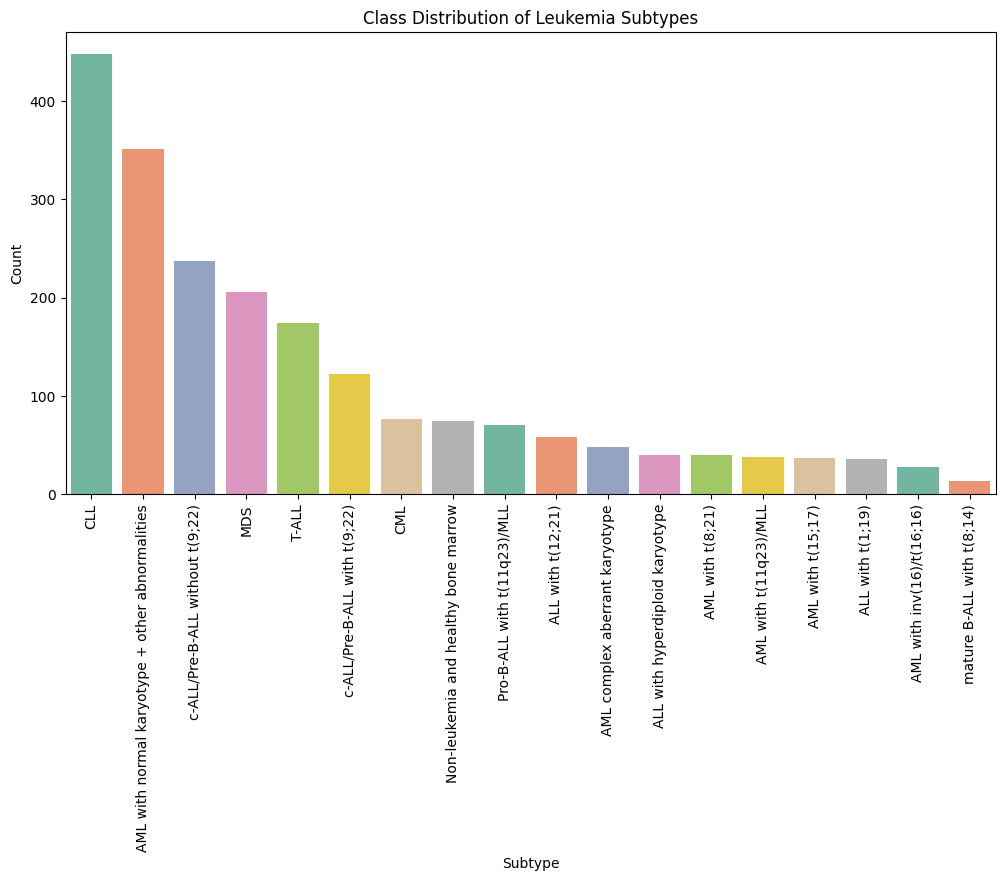 Class Distribution of Leukemia Subtypes
Count
400
300
200
100
0
CLL
AML with normal karyotype + other abnormalities
c-ALL/Pre-B-ALL without t(9;22)
MDS
T-ALL
c-ALL/Pre-B-ALL with t(9;22)
CML
Non-leukemia and healthy bone marrow
Pro-B-ALL with t(11q23)/MLL
ALL with t(12;21)
AML complex aberrant karyotype
ALL with hyperdiploid karyotype
AML with t(8;21)
AML with t(11q23)/MLL
AML with t(15;17)
ALL with t(1;19)
AML with inv(16)/t(16;16)
mature B-ALL with t(8;14)
Subtype